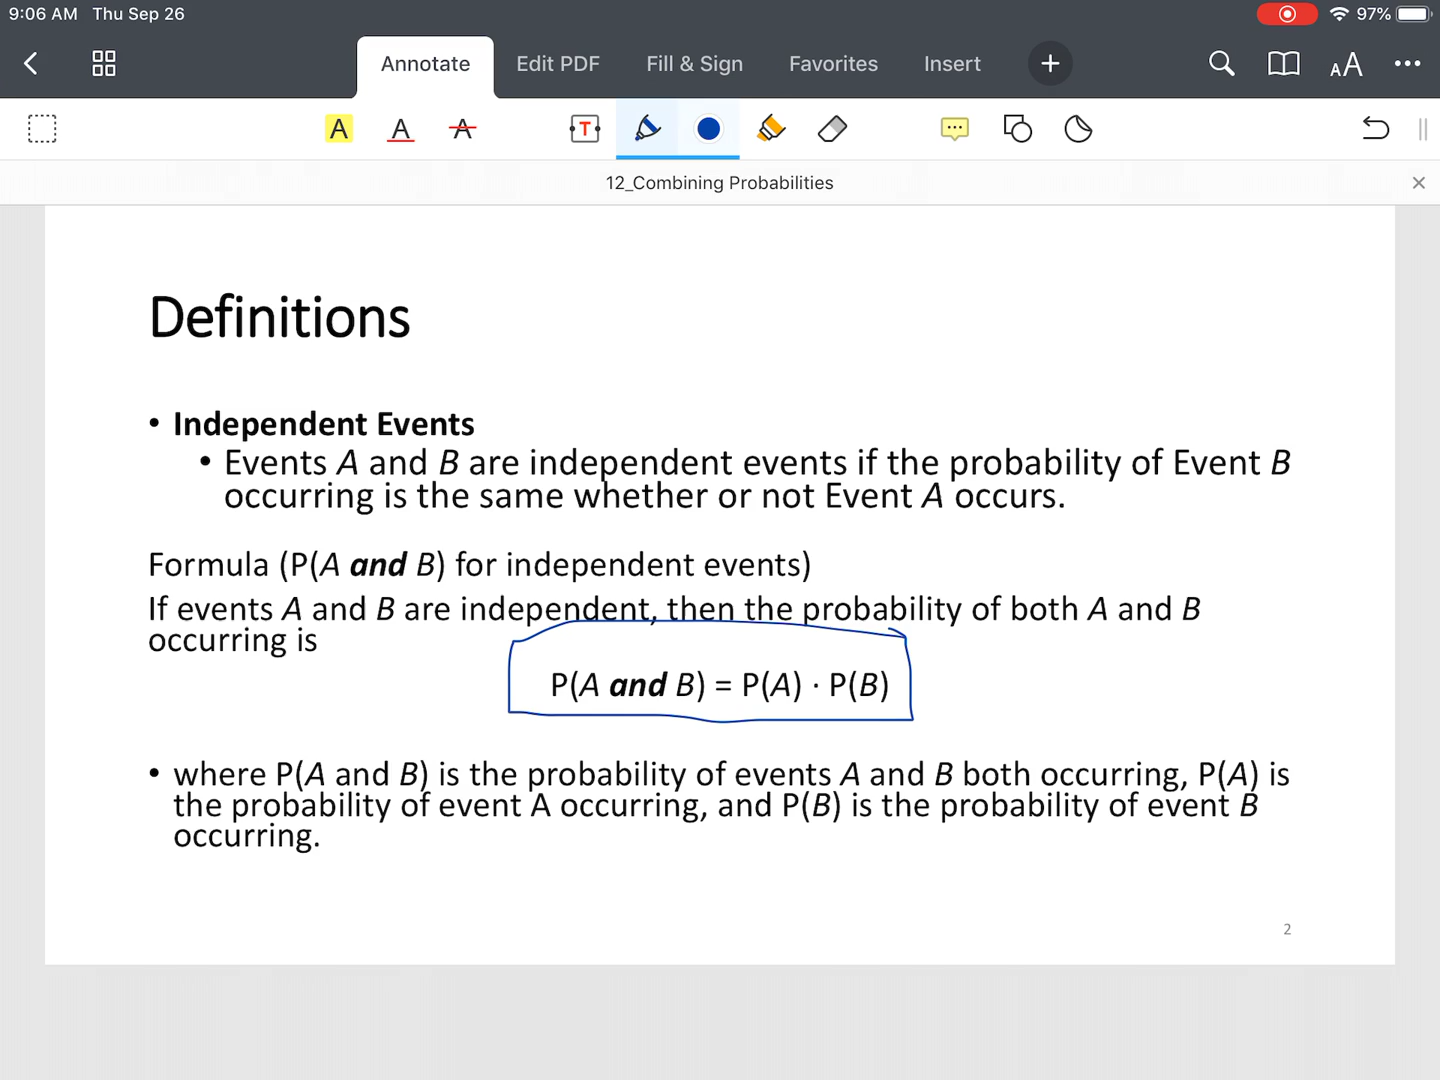 9:06 AM Thu Sep 26 97%
Annotate Edit PDF Fill & Sign Favorites Insert
12_Combining Probabilities
Definitions
• Independent Events
• Events A and B are independent events if the probability of Event B
occurring is the same whether or not Event A occurs.
Formula (P(A and B) for independent events)
If events A and B are independent, then the probability of both A and B
occurring is
P(A and B) = P(A) · P(B)
• where P(A and B) is the probability of events A and B both occurring, P(A) is
the probability of event A occurring, and P(B) is the probability of event B
occurring.
2